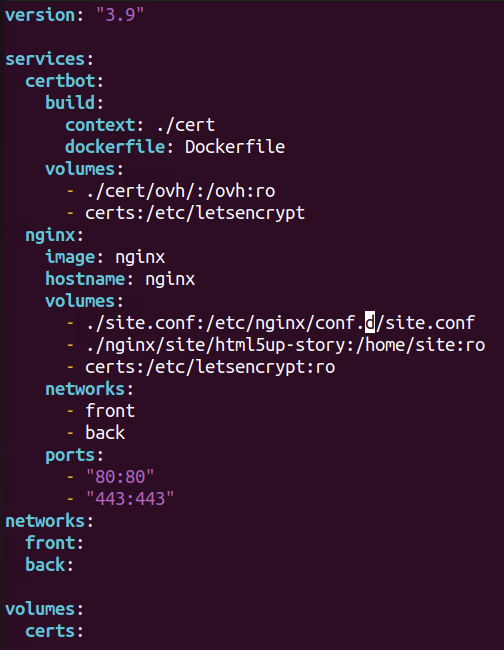 version: "3.9"

services:
  certbot:
    build:
      context: ./cert
      dockerfile: Dockerfile
    volumes:
      - ./cert/ovh/:/ovh:ro
      - certs:/etc/letsencrypt
  nginx:
    image: nginx
    hostname: nginx
    volumes:
      - ./site.conf:/etc/nginx/conf.d/site.conf
      - ./nginx/site/html5up-story:/home/site:ro
      - certs:/etc/letsencrypt:ro
    networks:
      - front
      - back
    ports:
      - "80:80"
      - "443:443"
networks:
  front:
  back:

volumes:
  certs: